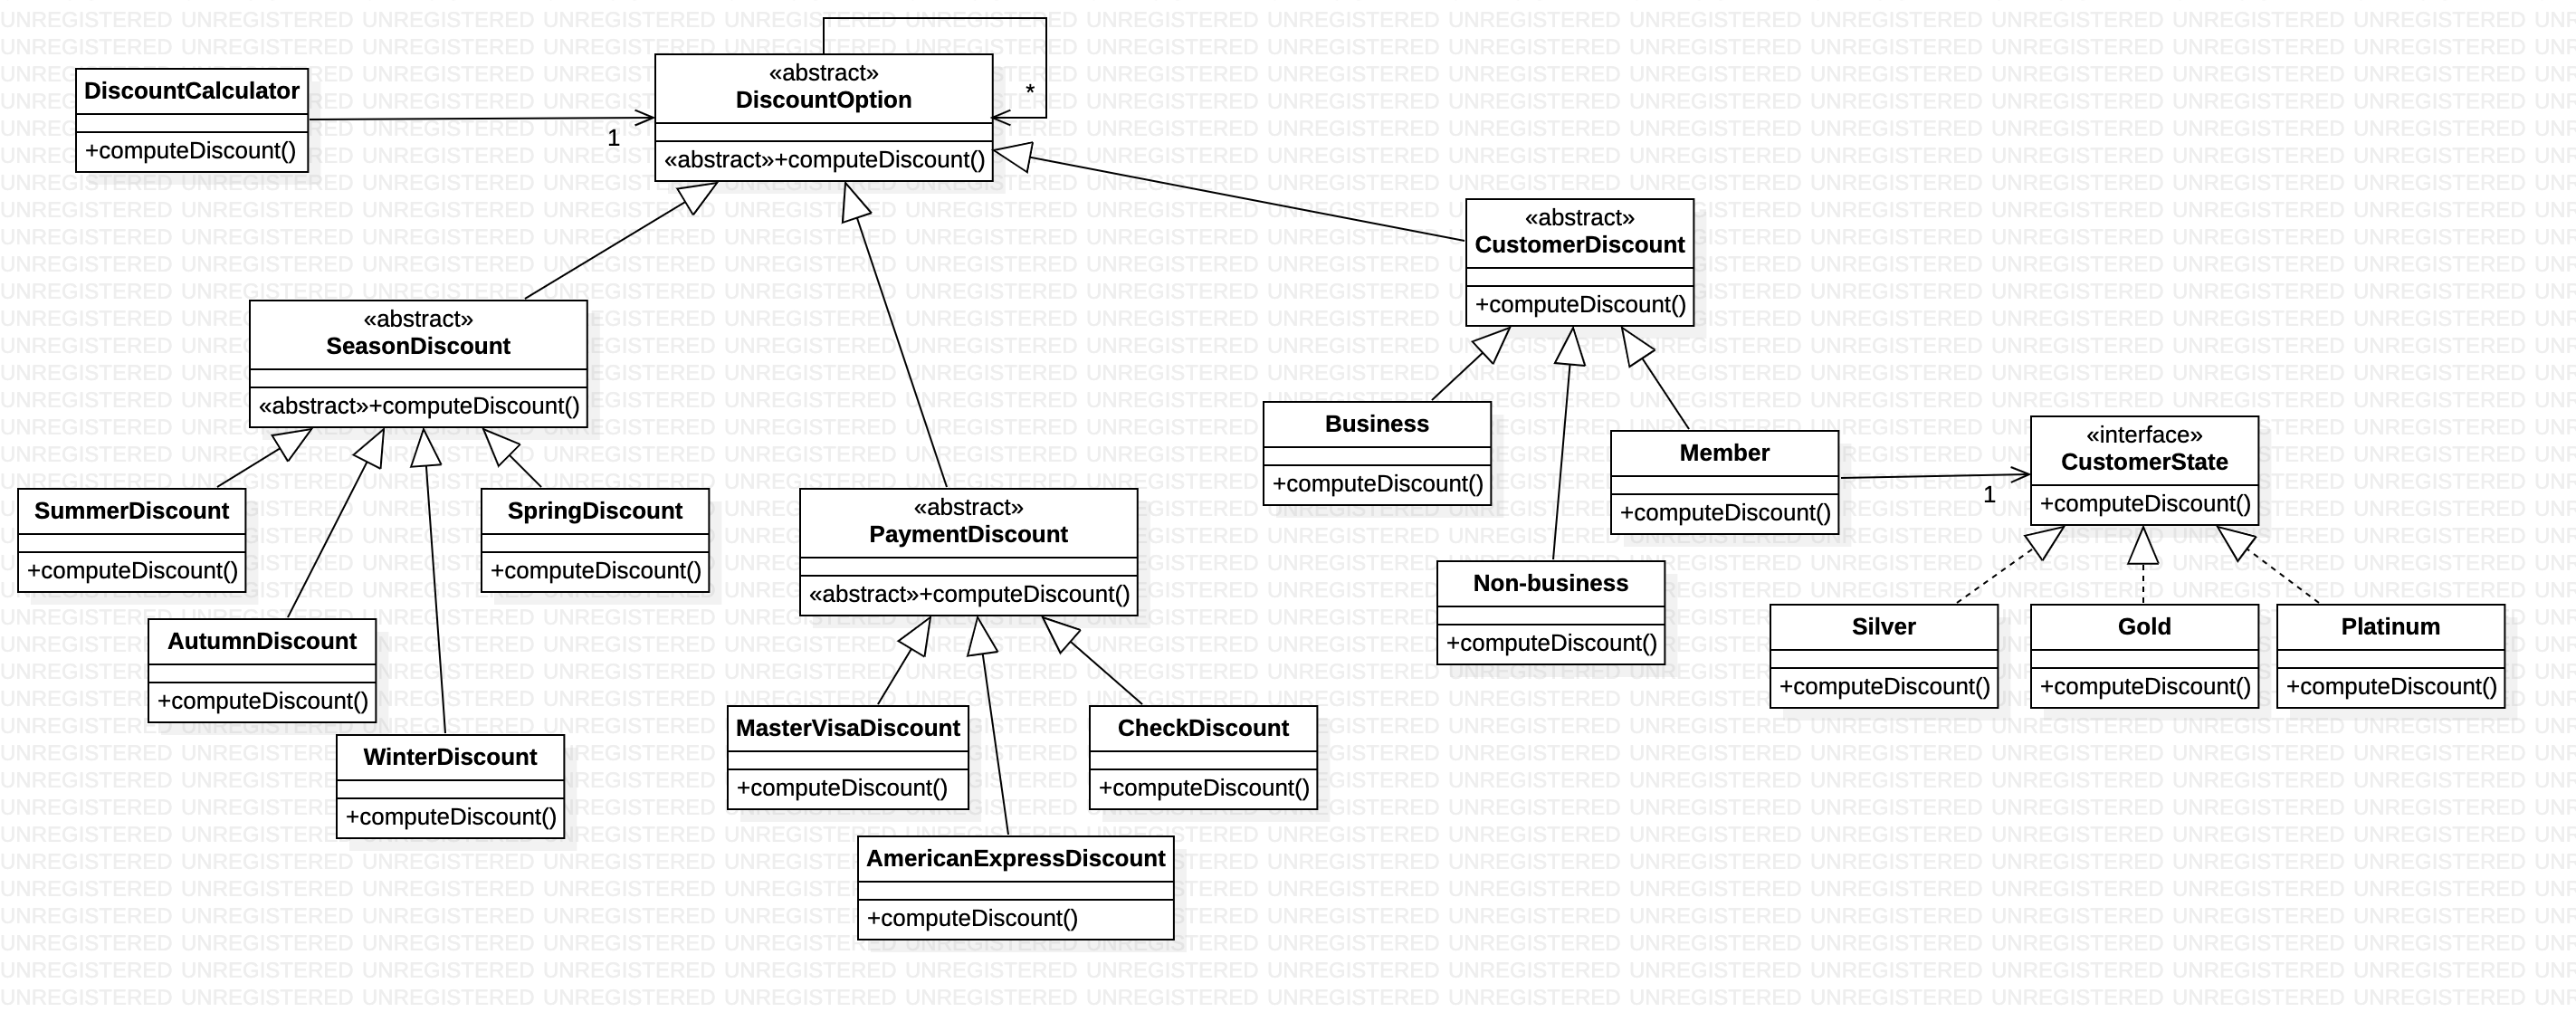 DiscountCalculator
+computeDiscount()
1
«abstract»
DiscountOption
«abstract»+computeDiscount()
*
«abstract»
CustomerDiscount
+computeDiscount()
«abstract»
SeasonDiscount
«abstract»+computeDiscount()
Business
+computeDiscount()
Member
+computeDiscount()
1
«interface»
CustomerState
+computeDiscount()
SummerDiscount
+computeDiscount()
SpringDiscount
+computeDiscount()
«abstract»
PaymentDiscount
«abstract»+computeDiscount()
Non-business
+computeDiscount()
AutumnDiscount
+computeDiscount()
Silver
+computeDiscount()
Gold
+computeDiscount()
Platinum
+computeDiscount()
WinterDiscount
+computeDiscount()
MasterVisaDiscount
+computeDiscount()
CheckDiscount
+computeDiscount()
AmericanExpressDiscount
+computeDiscount()
UNREGISTERED